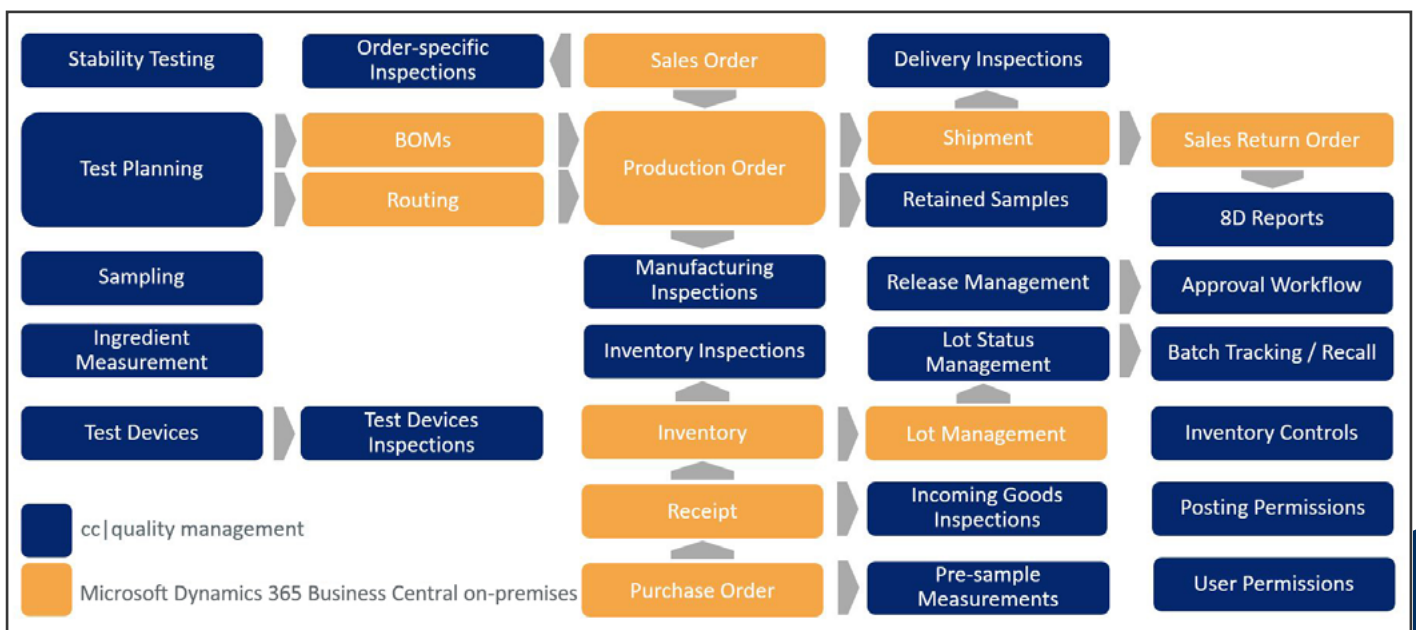 Stability Testing
Order-specific
Inspections
Sales Order
Delivery Inspections
Test Planning
BOMs
Routing
Production Order
Shipment
Sales Return Order
Retained Samples
8D Reports
Sampling
Manufacturing
Inspections
Release Management
Approval Workflow
Ingredient
Measurement
Inventory Inspections
Lot Status
Management
Batch Tracking / Recall
Test Devices
Test Devices
Inspections
Inventory
Lot Management
Inventory Controls
Receipt
Incoming Goods
Inspections
Posting Permissions
cc|quality management
Microsoft Dynamics 365 Business Central on-premises
Purchase Order
Pre-sample
Measurements
User Permissions